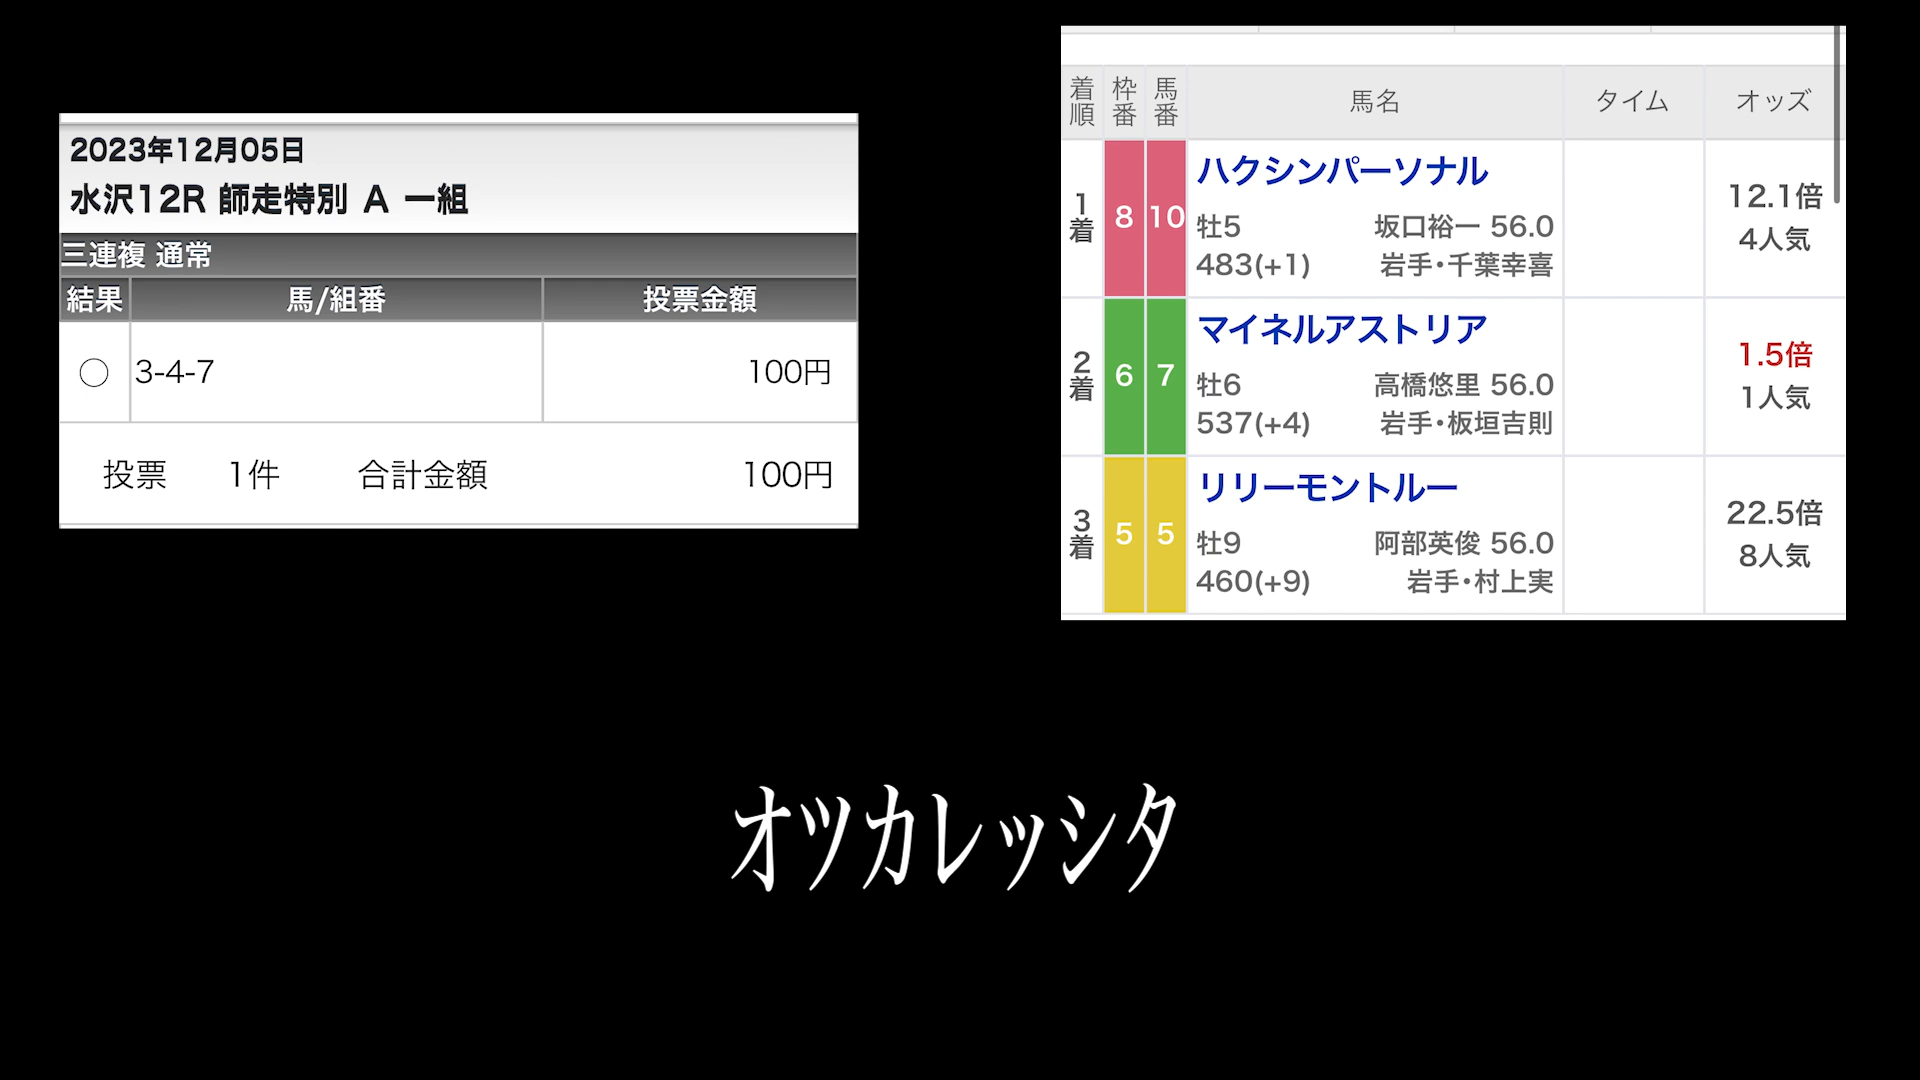 2023年12月05日
水沢12R 師走特別 A 一組
三連複 通常
結果 馬/組番 投票金額
○ 3-4-7 100円
投票 1件 合計金額 100円
着順 枠番 馬番 馬名 タイム オッズ
1着 8 10 ハクシンパーソナル 12.1倍
牡5 坂口裕一 56.0 4人気
483(+1) 岩手・千葉幸喜
2着 6 7 マイネルアストリア 1.5倍
牡6 高橋悠里 56.0 1人気
537(+4) 岩手・板垣吉則
3着 5 5 リリーモントルー 22.5倍
牡9 阿部英俊 56.0 8人気
460(+9) 岩手・村上実
オツカレッシタ